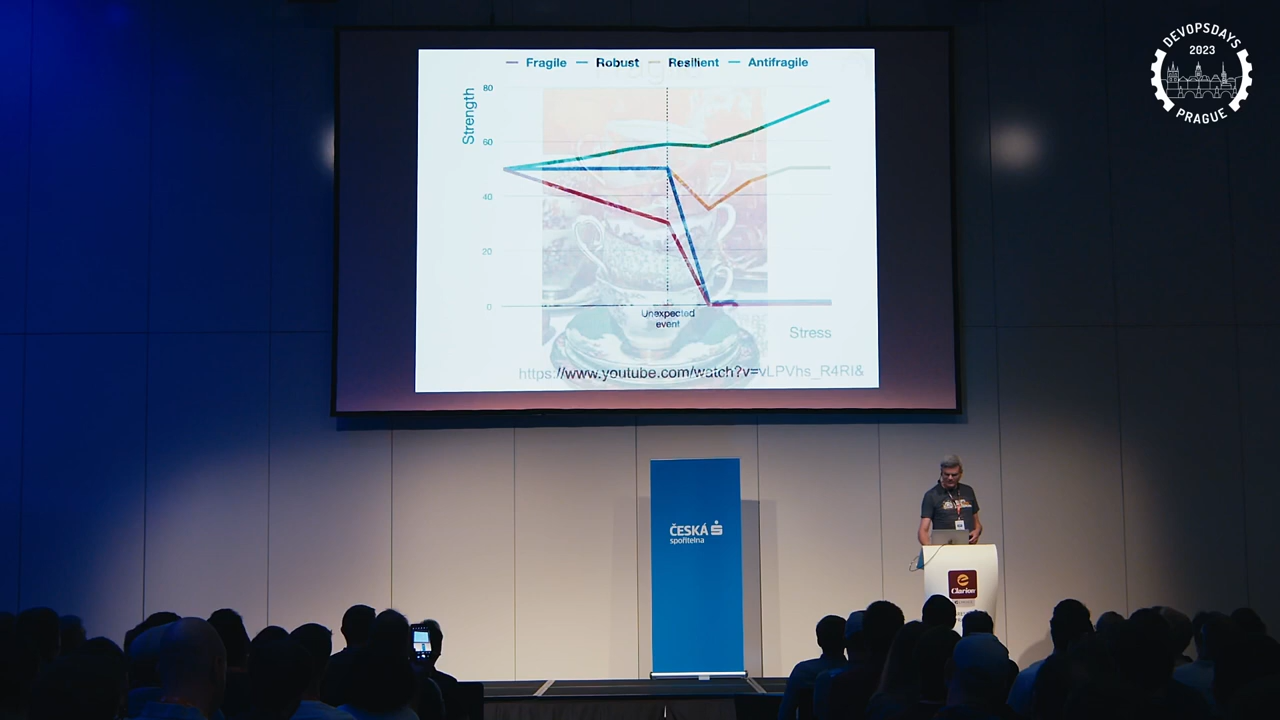 DEVOPSDAYS
2023
PRAGUE
Fragile
Robust
Resilient
Antifragile
Strength
80
60
40
20
0
Unexpected
event
Stress
https://www.youtube.com/watch?v=vLPVhs_R4RI&
ČESKÁ
spořitelna
Clarion